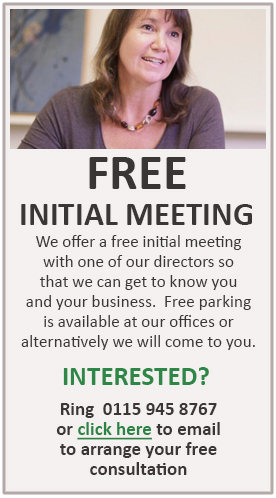 FREE
INITIAL MEETING
We offer a free initial meeting
with one of our directors so
that we can get to know you
and your business.  Free parking
is available at our offices or
alternatively we will come to you.
INTERESTED?
Ring  0115 945 8767
or click here to email
to arrange your free
consultation